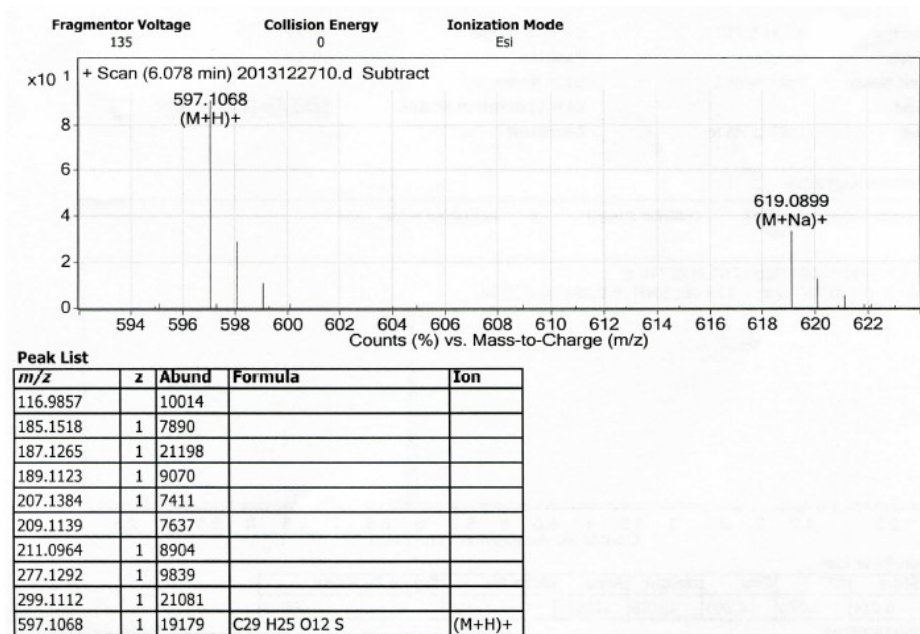 Fragmentor Voltage Collision Energy Ionization Mode
135 0 Esi
x10 1
+ Scan (6.078 min) 2013122710.d Subtract
597.1068
(M+H)+
8
6
619.0899
(M+Na)+
4
2
0
594 596 598 600 602 604 606 608 610 612 614 616 618 620 622
Counts (%) vs. Mass-to-Charge (m/z)
Peak List
m/z z Abund Formula Ion
116.9857 10014
185.1518 1 7890
187.1265 1 21198
189.1123 1 9070
207.1384 1 7411
209.1139 1 7637
211.0964 1 8904
277.1292 1 9839
299.1112 1 21081
597.1068 1 19179 C29 H25 O12 S (M+H)+